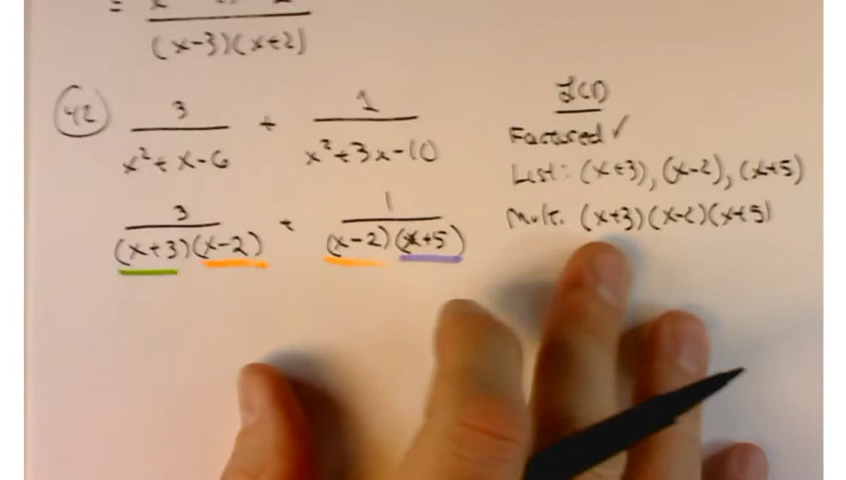 =
(x-3)(x+2)
42 3/(x²+x-6) + 1/(x²+3x-10)
3/((x+3)(x-2)) + 1/((x-2)(x+5))
LCD
Factored ✓
List: (x+3), (x-2), (x+5)
Mult: (x+3)(x-2)(x+5)